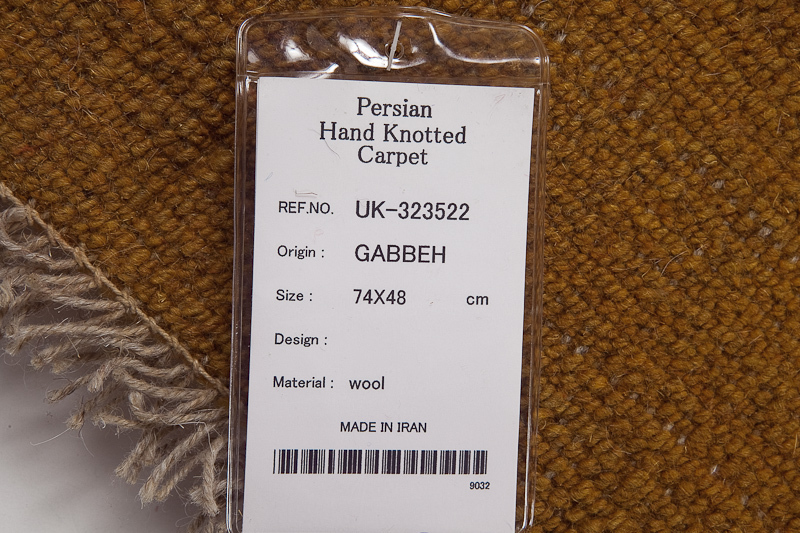 Persian
Hand Knotted
Carpet
REF.NO. UK-323522
Origin : GABBEH
Size : 74X48 cm
Design :
Material : wool
MADE IN IRAN
9032